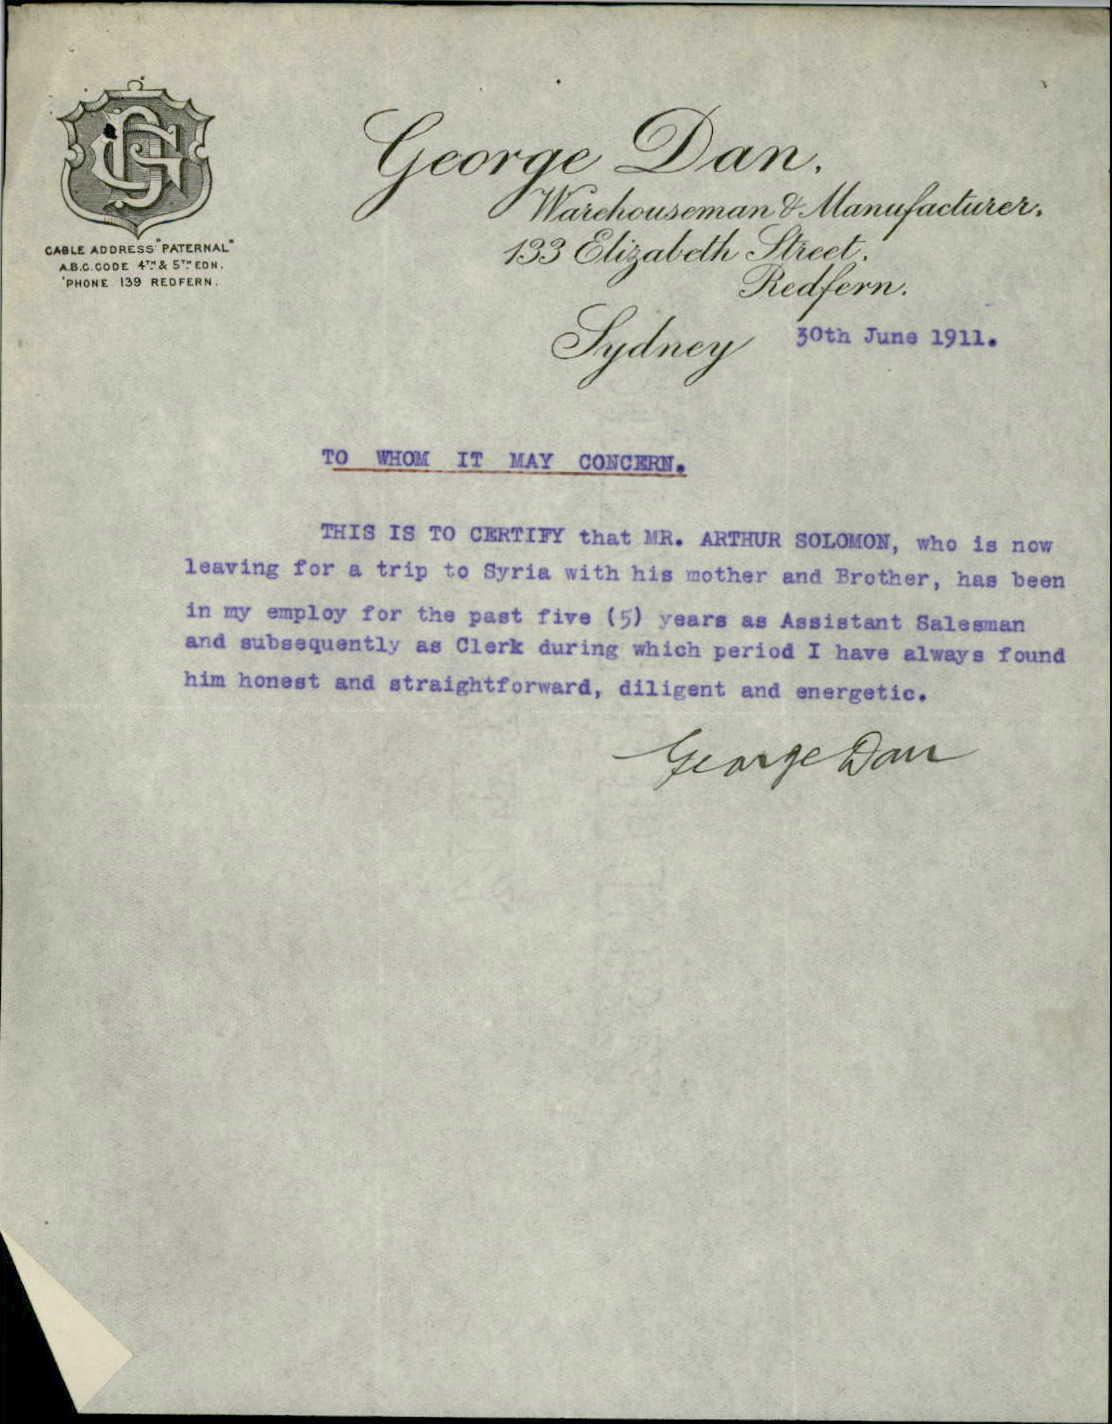 CABLE ADDRESS "PATERNAL"
A.B.C. CODE 4TH & 5TH EDN.
'PHONE 139 REDFERN.
George Dan.
Warehouseman & Manufacturer.
133 Elizabeth Street.
Redfern.
Sydney 30th June 1911.
TO WHOM IT MAY CONCERN.
THIS IS TO CERTIFY that MR. ARTHUR SOLOMON, who is now
leaving for a trip to Syria with his mother and Brother, has been
in my employ for the past five (5) years as Assistant Salesman
and subsequently as Clerk during which period I have always found
him honest and straightforward, diligent and energetic.
George Dan